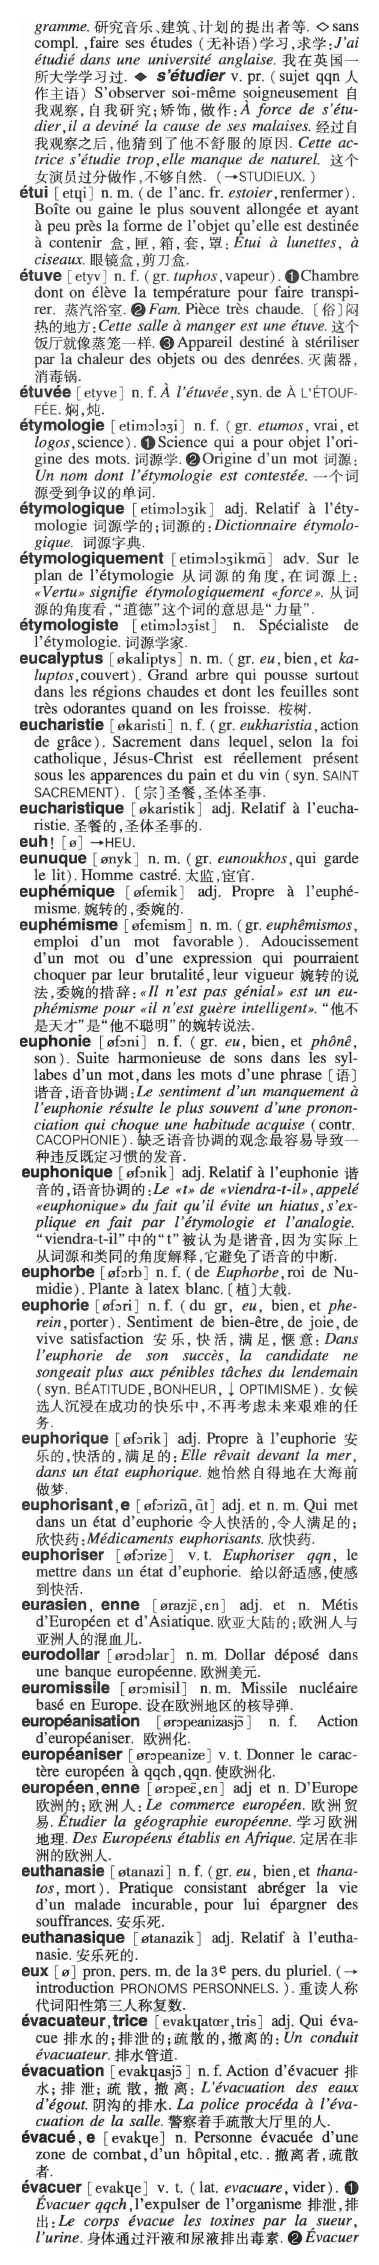 gramme. 研究音乐、建筑、计划的提出者等. ◇ sans
compl. ,faire ses études (无补语)学习,求学:J'ai
étudié dans une université anglaise. 我在英国一
所大学学习过. ◆ s'étudier v. pr. (sujet qqn 人
作主语) S'observer soi-même soigneusement 自
我观察,自我研究;矫饰,做作:À force de s'étu-
dier,il a deviné la cause de ses malaises. 经过自
我观察之后,他猜到了他不舒服的原因. Cette ac-
trice s'étudie trop,elle manque de naturel. 这个
女演员过分做作,不够自然. (→STUDIEUX. )
étui [etɥi] n. m. (de l'anc. fr. estoier,renfermer).
Boîte ou gaine le plus souvent allongée et ayant
à peu près la forme de l'objet qu'elle est destinée
à contenir 盒,匣,箱,套,罩:Étui à lunettes, à
ciseaux. 眼镜盒,剪刀盒.
étuve [etyv] n. f. (gr. tuphos,vapeur). ❶Chambre
dont on élève la température pour faire transpi-
rer. 蒸汽浴室. ❷Fam. Pièce très chaude. 〔俗〕闷
热的地方:Cette salle à manger est une étuve. 这个
饭厅就像蒸笼一样. ❸Appareil destiné à stériliser
par la chaleur des objets ou des denrées. 灭菌器,
消毒锅.
étuvée [etyve] n. f. À l'étuvée,syn. de À L'ÉTOUF-
FÉE. 焖,炖.
étymologie [etimɔlɔʒi] n. f. (gr. etumos, vrai, et
logos,science). ❶Science qui a pour objet l'ori-
gine des mots. 词源学. ❷Origine d'un mot 词源:
Un nom dont l'étymologie est contestée. 一个词
源受到争议的单词.
étymologique [etimɔlɔʒik] adj. Relatif à l'éty-
mologie 词源学的;词源的:Dictionnaire étymolo-
gique. 词源字典.
étymologiquement [etimɔlɔʒikmɑ̃] adv. Sur le
plan de l'étymologie 从词源的角度,在词源上:
«Vertu» signifie étymologiquement «force». 从词
源的角度看,“道德”这个词的意思是“力量”.
étymologiste [etimɔlɔʒist] n. Spécialiste de
l'étymologie. 词源学家.
eucalyptus [økaliptys] n. m. (gr. eu,bien,et ka-
luptos,couvert). Grand arbre qui pousse surtout
dans les régions chaudes et dont les feuilles sont
très odorantes quand on les froisse. 桉树.
eucharistie [økaristi] n. f. (gr. eukharistia,action
de grâce). Sacrement dans lequel, selon la foi
catholique, Jésus-Christ est réellement présent
sous les apparences du pain et du vin (syn. SAINT
SACREMENT). 〔宗〕圣餐,圣体圣事.
eucharistique [økaristik] adj. Relatif à l'eucha-
ristie. 圣餐的,圣体圣事的.
euh! [ø] →HEU.
eunuque [ønyk] n. m. (gr. eunoukhos,qui garde
le lit). Homme castré. 太监,宦官.
euphémique [øfemik] adj. Propre à l'euphé-
misme. 婉转的,委婉的.
euphémisme [øfemism] n. m. (gr. euphêmismos,
emploi d'un mot favorable). Adoucissement
d'un mot ou d'une expression qui pourraient
choquer par leur brutalité,leur vigueur 婉转的说
法,委婉的措辞:«Il n'est pas génial» est un eu-
phémisme pour «il n'est guère intelligent». “他不
是天才”是“他不聪明”的婉转说法.
euphonie [øfɔni] n. f. (gr. eu, bien, et phônê,
son). Suite harmonieuse de sons dans les syl-
labes d'un mot,dans les mots d'une phrase〔语〕
谐音,语音协调:Le sentiment d'un manquement à
l'euphonie résulte le plus souvent d'une pronon-
ciation qui choque une habitude acquise (contr.
CACOPHONIE). 缺乏语音协调的观念最容易导致一
种违反既定习惯的发音.
euphonique [øfɔnik] adj. Relatif à l'euphonie 谐
音的,语音协调的:Le «t» de «viendra-t-il»,appelé
«euphonique» du fait qu'il évite un hiatus,s'ex-
plique en fait par l'étymologie et l'analogie.
“viendra-t-il”中的“t”被认为是谐音,因为实际上
从词源和类同的角度解释,它避免了语音的中断.
euphorbe [øfɔrb] n. f. (de Euphorbe,roi de Nu-
midie). Plante à latex blanc.〔植〕大戟.
euphorie [øfɔri] n. f. (du gr, eu, bien, et phe-
rein,porter). Sentiment de bien-être, de joie, de
vive satisfaction 安乐,快活,满足,惬意:Dans
l'euphorie de son succès, la candidate ne
songeait plus aux pénibles tâches du lendemain
(syn. BÉATITUDE,BONHEUR, ↓ OPTIMISME). 女候
选人沉浸在成功的快乐中,不再考虑未来艰难的任
务.
euphorique [øfɔrik] adj. Propre à l'euphorie 安
乐的,快活的,满足的:Elle rêvait devant la mer,
dans un état euphorique. 她怡然自得地在大海前
做梦.
euphorisant,e [øfɔrizɑ̃,ɑ̃t] adj. et n. m. Qui met
dans un état d'euphorie 令人快活的,令人满足的;
欣快药:Médicaments euphorisants. 欣快药.
euphoriser [øfɔrize] v. t. Euphoriser qqn, le
mettre dans un état d'euphorie. 给以舒适感,使感
到快活.
eurasien, enne [ørazjɛ̃,ɛn] adj. et n. Métis
d'Européen et d'Asiatique. 欧亚大陆的;欧洲人与
亚洲人的混血儿.
eurodollar [ørɔdɔlar] n. m. Dollar déposé dans
une banque européenne. 欧洲美元.
euromissile [ørɔmisil] n. m. Missile nucléaire
basé en Europe. 设在欧洲地区的核导弹.
européanisation [ørɔpeanizasjɔ̃] n. f. Action
d'européaniser. 欧洲化.
européaniser [ørɔpeanize] v. t. Donner le carac-
tère européen à qqch,qqn. 使欧洲化.
européen,enne [ørɔpeɛ̃,ɛn] adj et n. D'Europe
欧洲的;欧洲人:Le commerce européen. 欧洲贸
易. Étudier la géographie européenne. 学习欧洲
地理. Des Européens établis en Afrique. 定居在非
洲的欧洲人.
euthanasie [øtanazi] n. f. (gr. eu, bien,et thana-
tos, mort). Pratique consistant abréger la vie
d'un malade incurable, pour lui épargner des
souffrances. 安乐死.
euthanasique [øtanazik] adj. Relatif à l'eutha-
nasie. 安乐死的.
eux [ø] pron. pers. m. de la 3e pers. du pluriel. (→
introduction PRONOMS PERSONNELS. ). 重读人称
代词阳性第三人称复数.
évacuateur,trice [evakɥatœr,tris] adj. Qui éva-
cue 排水的;排泄的;疏散的,撤离的:Un conduit
évacuateur. 排水管道.
évacuation [evakɥasjɔ̃] n. f. Action d'évacuer 排
水;排泄;疏散,撤离:L'évacuation des eaux
d'égout. 阴沟的排水. La police procéda à l'éva-
cuation de la salle. 警察着手疏散大厅里的人.
évacué, e [evakɥe] n. Personne évacuée d'une
zone de combat,d'un hôpital,etc.. 撤离者,疏散
者.
évacuer [evakɥe] v. t. (lat. evacuare, vider). ❶
Évacuer qqch,l'expulser de l'organisme 排泄,排
出:Le corps évacue les toxines par la sueur,
l'urine. 身体通过汗液和尿液排出毒素. ❷Évacuer